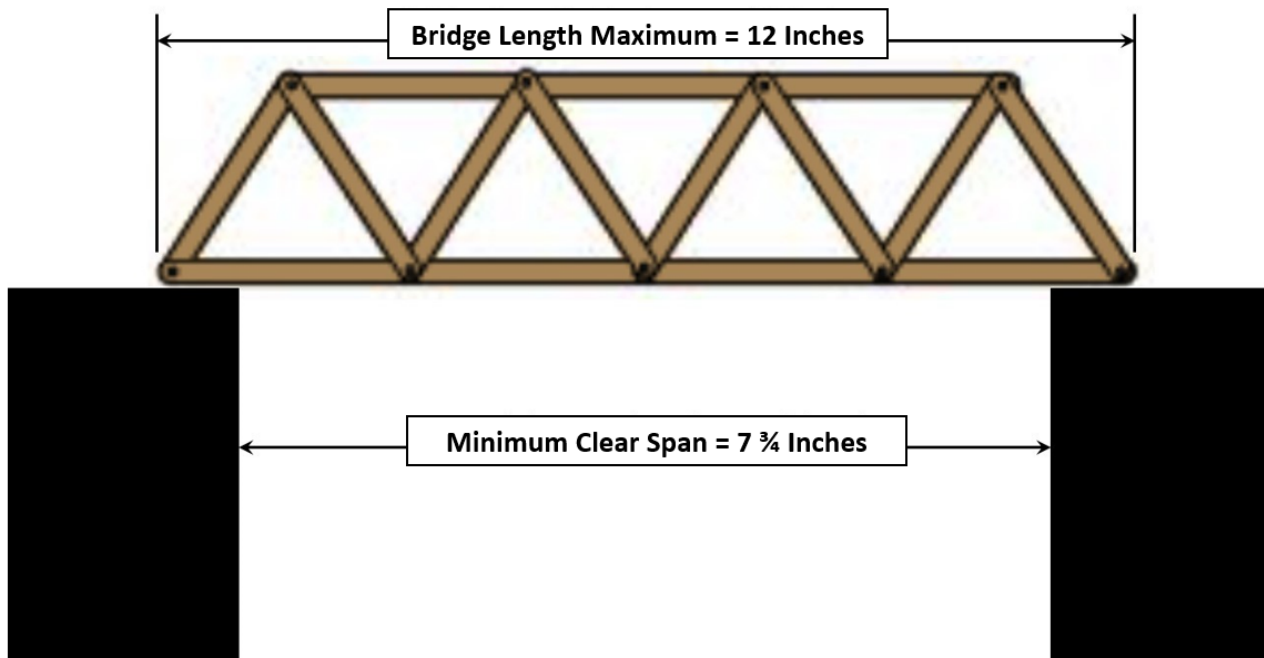 Bridge Length Maximum = 12 Inches
Minimum Clear Span = 7 ¾ Inches